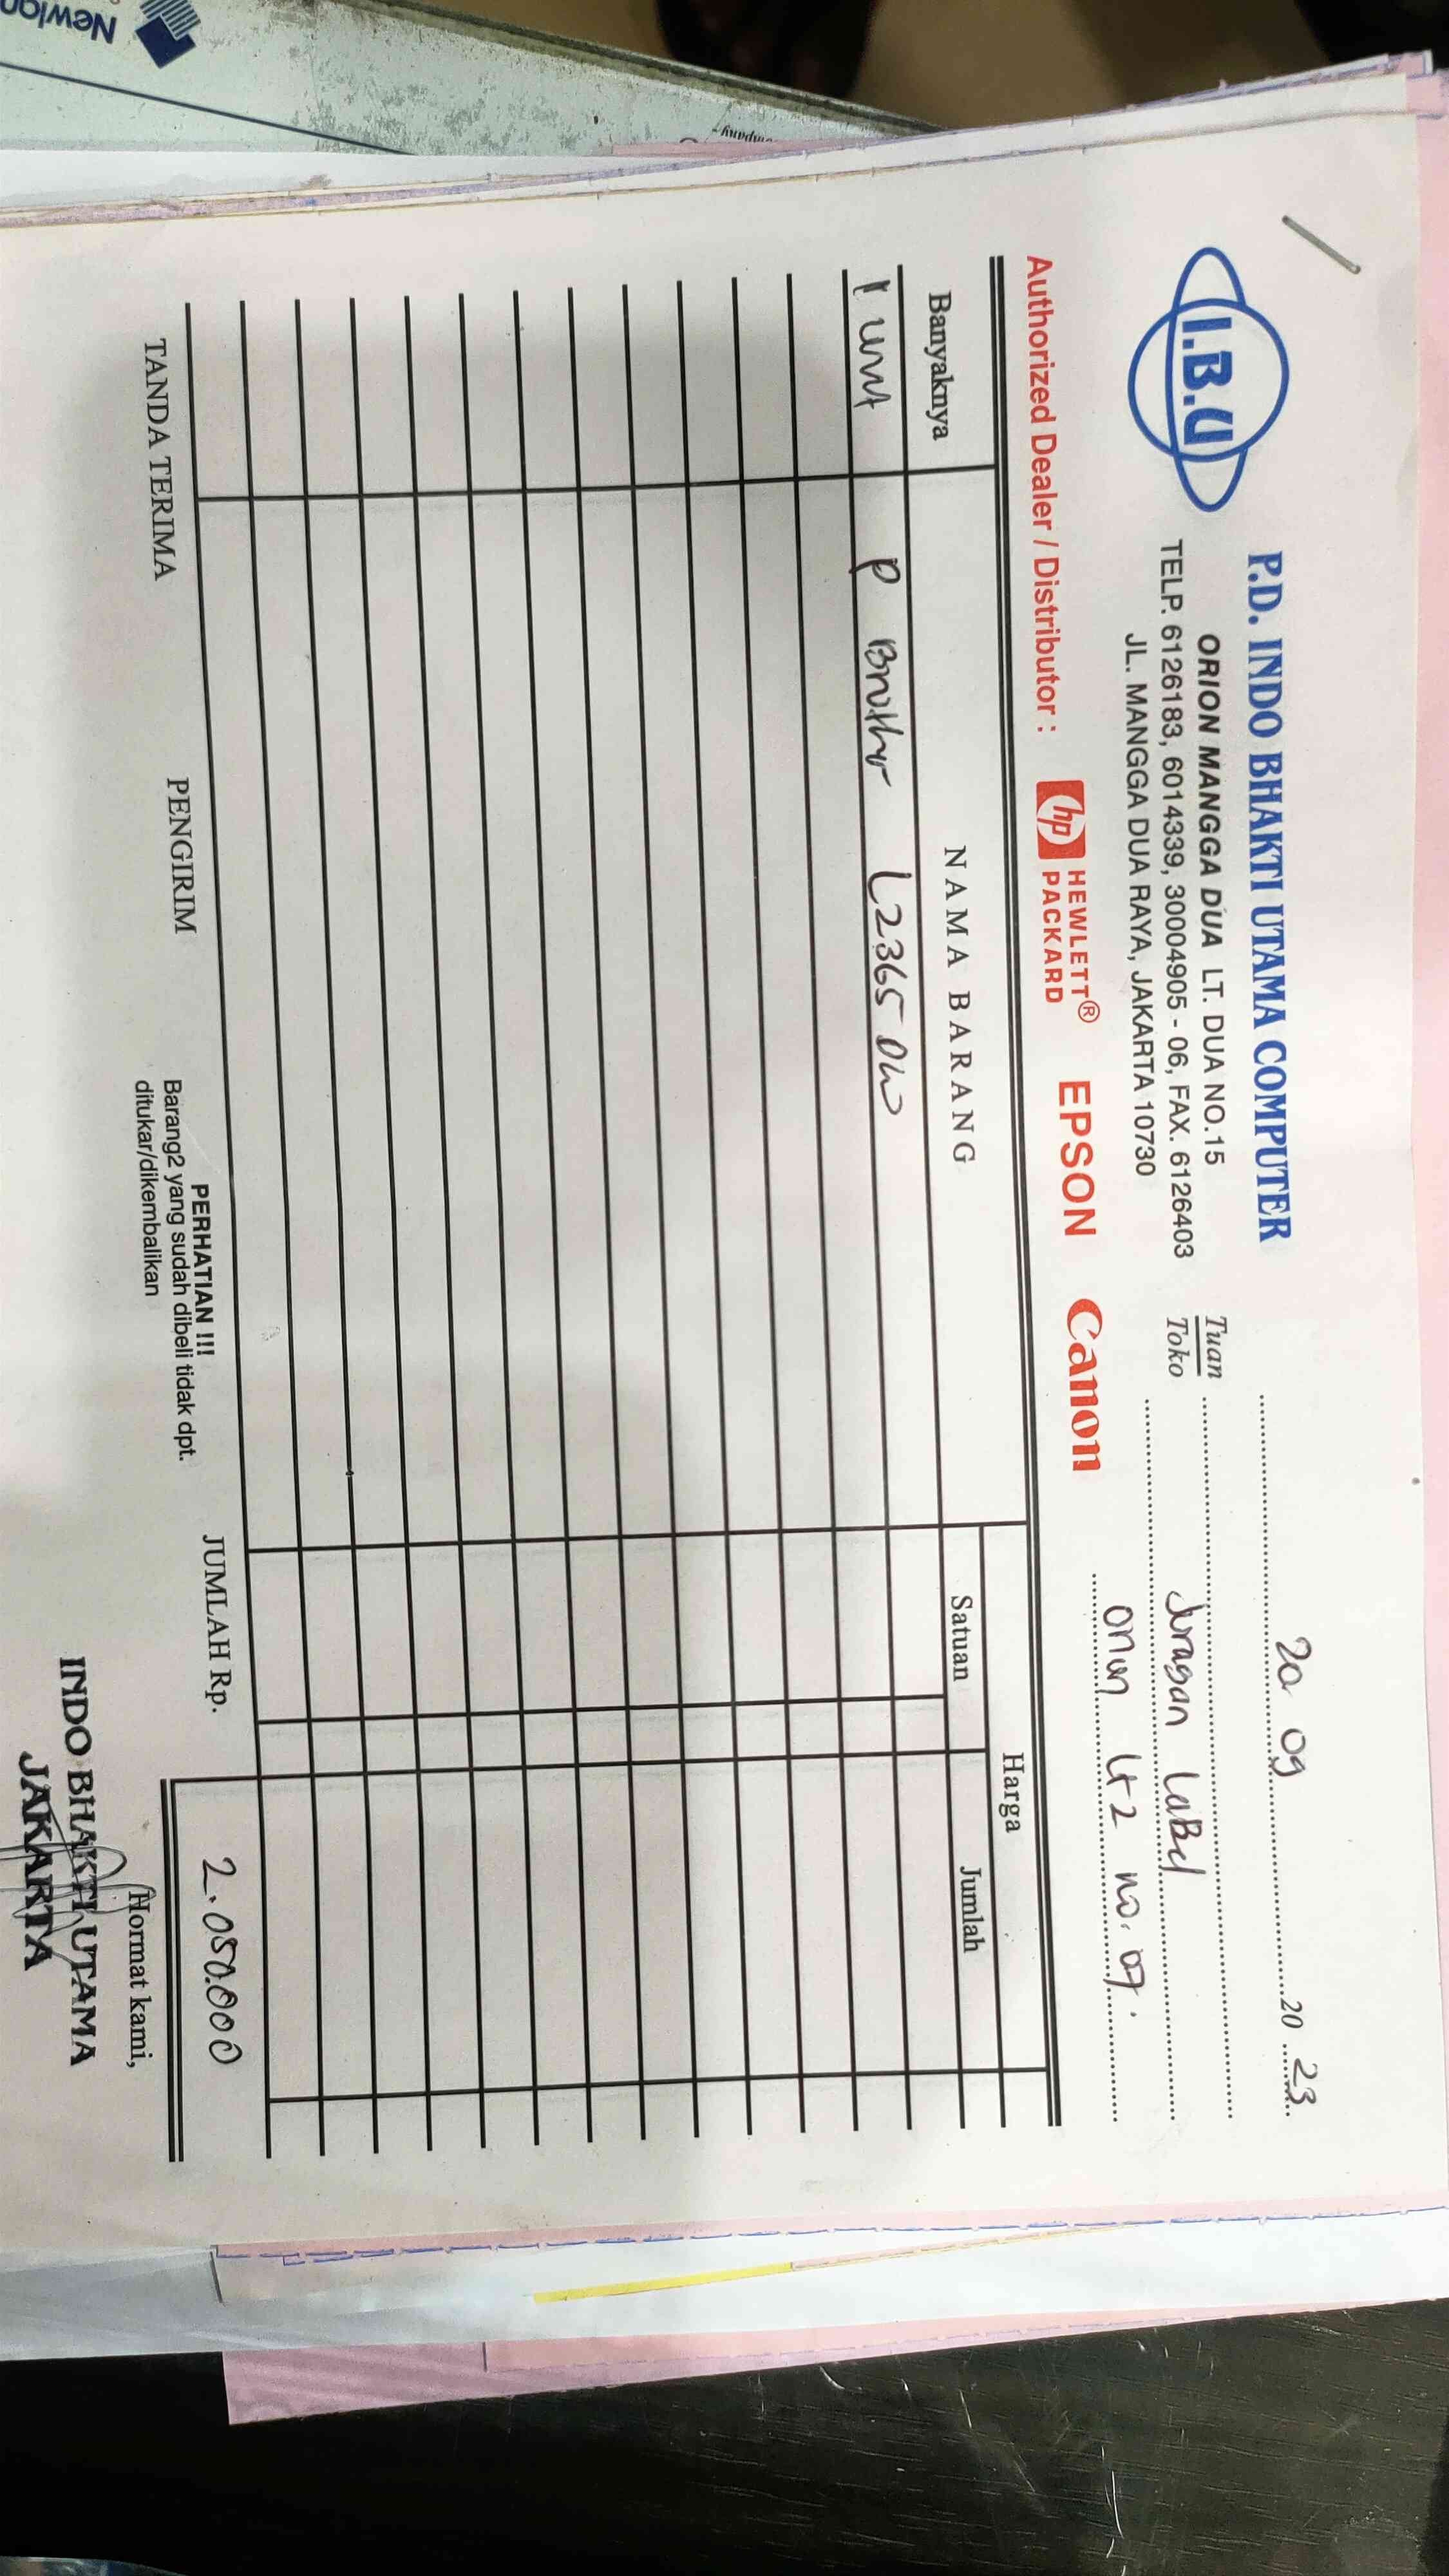 Newlan
mpany -
I.B.U
P.D. INDO BHAKTI UTAMA COMPUTER
ORION MANGGA DUA LT. DUA NO.15
TELP. 6126183, 6014339, 30004905 - 06, FAX. 6126403
JL. MANGGA DUA RAYA, JAKARTA 10730
20 09 20 23
Tuan
Toko
Juragan Label
Orion Lt 2 no. 07.
Authorized Dealer / Distributor : hp HEWLETT® PACKARD EPSON Canon
Banyaknya NAMA BARANG Harga
Satuan Jumlah
1 unit P Brother L2365 DW
JUMLAH Rp. 2.050.000
TANDA TERIMA PENGIRIM
PERHATIAN !!!
Barang2 yang sudah dibeli tidak dpt.
ditukar/dikembalikan
Hormat kami,
INDO BHAKTI UTAMA
JAKARTA